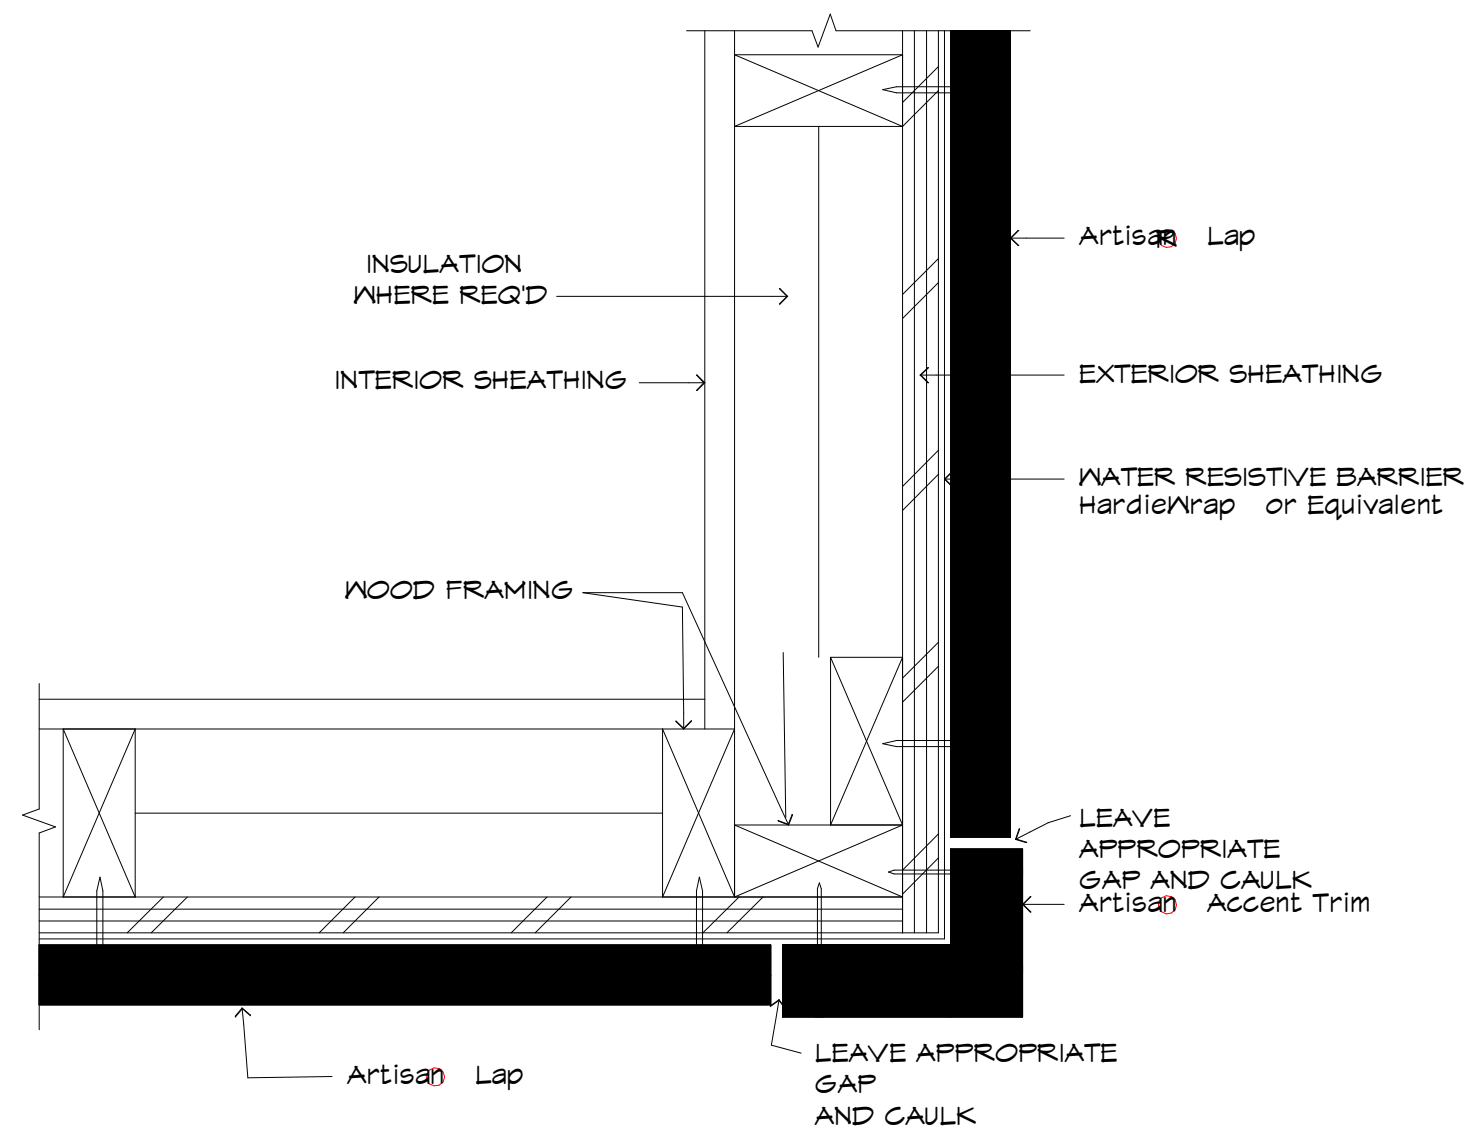 Artisan® Lap
INSULATION
WHERE REQ'D
INTERIOR SHEATHING
EXTERIOR SHEATHING
WATER RESISTIVE BARRIER
HardieWrap or Equivalent
WOOD FRAMING
LEAVE
APPROPRIATE
GAP AND CAULK
Artisan Accent Trim
LEAVE APPROPRIATE
GAP
AND CAULK
Artisan Lap